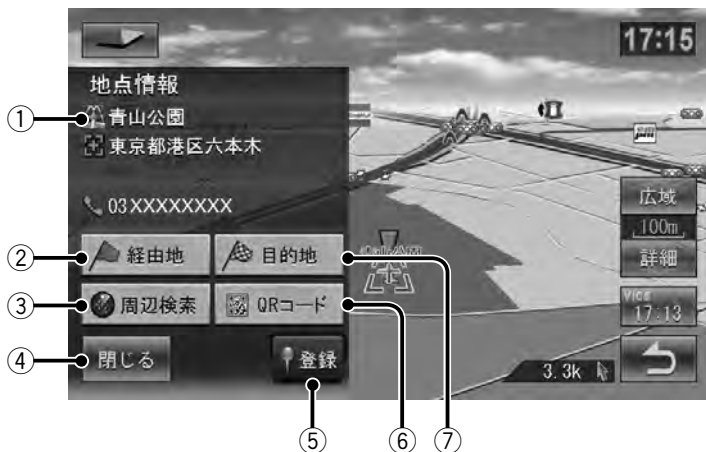 17:15
地点情報
① 青山公園
東京都港区六本木
03XXXXXXXX
② 経由地
目的地
③ 周辺検索
QRコード
④ 閉じる
登録
広域
100m
詳細
VICS
17:13
3.3k
⑤ ⑥ ⑦